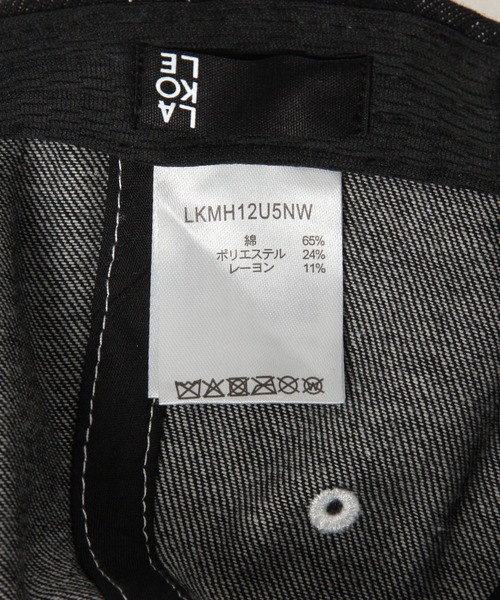 LA
KO
LE
LKMH12U5NW
綿 65%
ポリエステル 24%
レーヨン 11%